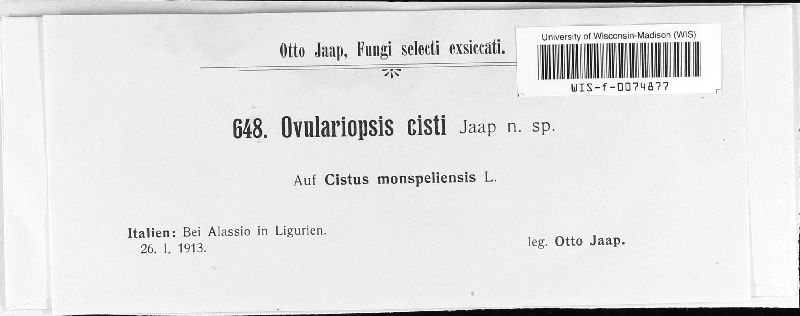 Otto Jaap, Fungi selecti exsiccati.
University of Wisconsin-Madison (WIS)
WIS-f-0074877
648. Ovulariopsis cisti Jaap n. sp.
Auf Cistus monspeliensis L.
Italien: Bei Alassio in Ligurien.
26. 1. 1913.
leg. Otto Jaap.